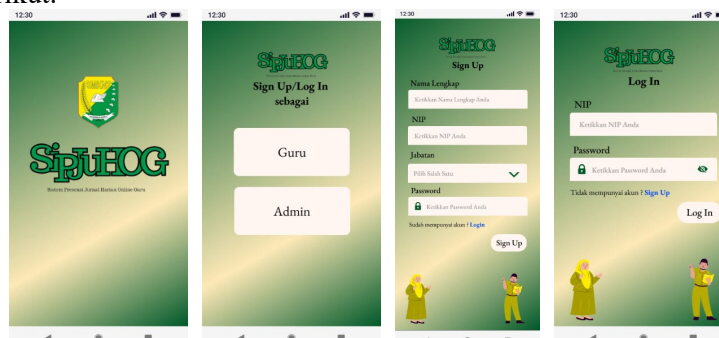 12:30
SipJuHOG
Sistem Presensi Jurnal Harian Online Guru
12:30
SipJuHOG
Sign Up/Log In
sebagai
Guru
Admin
12:30
SipJuHOG
Sign Up
Nama Lengkap
Ketikkan Nama Lengkap Anda
NIP
Ketikkan NIP Anda
Jabatan
Pilih Salah Satu
Password
Ketikkan Password Anda
Sudah mempunyai akun ? Login
Sign Up
12:30
SipJuHOG
Log In
NIP
Ketikkan NIP Anda
Password
Ketikkan Password Anda
Tidak mempunyai akun ? Sign Up
Log In